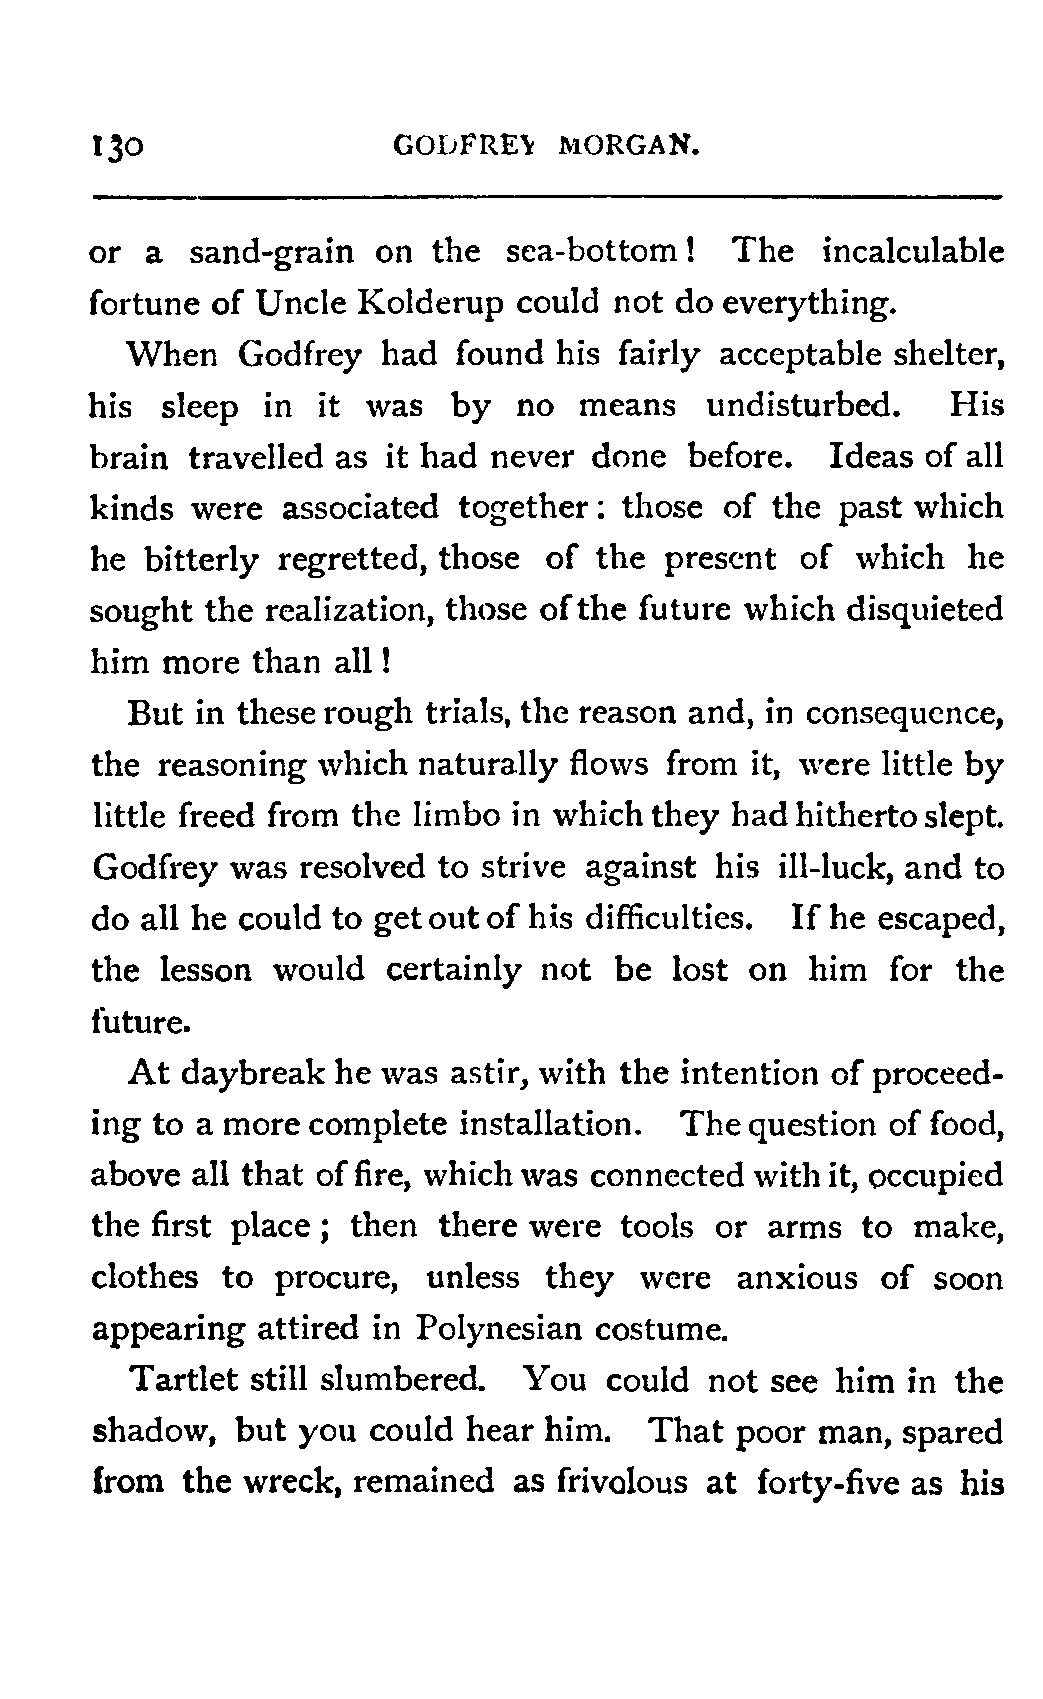 130 GODFREY MORGAN.
or a sand-grain on the sea-bottom! The incalculable
fortune of Uncle Kolderup could not do everything.
When Godfrey had found his fairly acceptable shelter,
his sleep in it was by no means undisturbed. His
brain travelled as it had never done before. Ideas of all
kinds were associated together: those of the past which
he bitterly regretted, those of the present of which he
sought the realization, those of the future which disquieted
him more than all!
But in these rough trials, the reason and, in consequence,
the reasoning which naturally flows from it, were little by
little freed from the limbo in which they had hitherto slept.
Godfrey was resolved to strive against his ill-luck, and to
do all he could to get out of his difficulties. If he escaped,
the lesson would certainly not be lost on him for the
future.
At daybreak he was astir, with the intention of proceed-
ing to a more complete installation. The question of food,
above all that of fire, which was connected with it, occupied
the first place; then there were tools or arms to make,
clothes to procure, unless they were anxious of soon
appearing attired in Polynesian costume.
Tartlet still slumbered. You could not see him in the
shadow, but you could hear him. That poor man, spared
from the wreck, remained as frivolous at forty-five as his